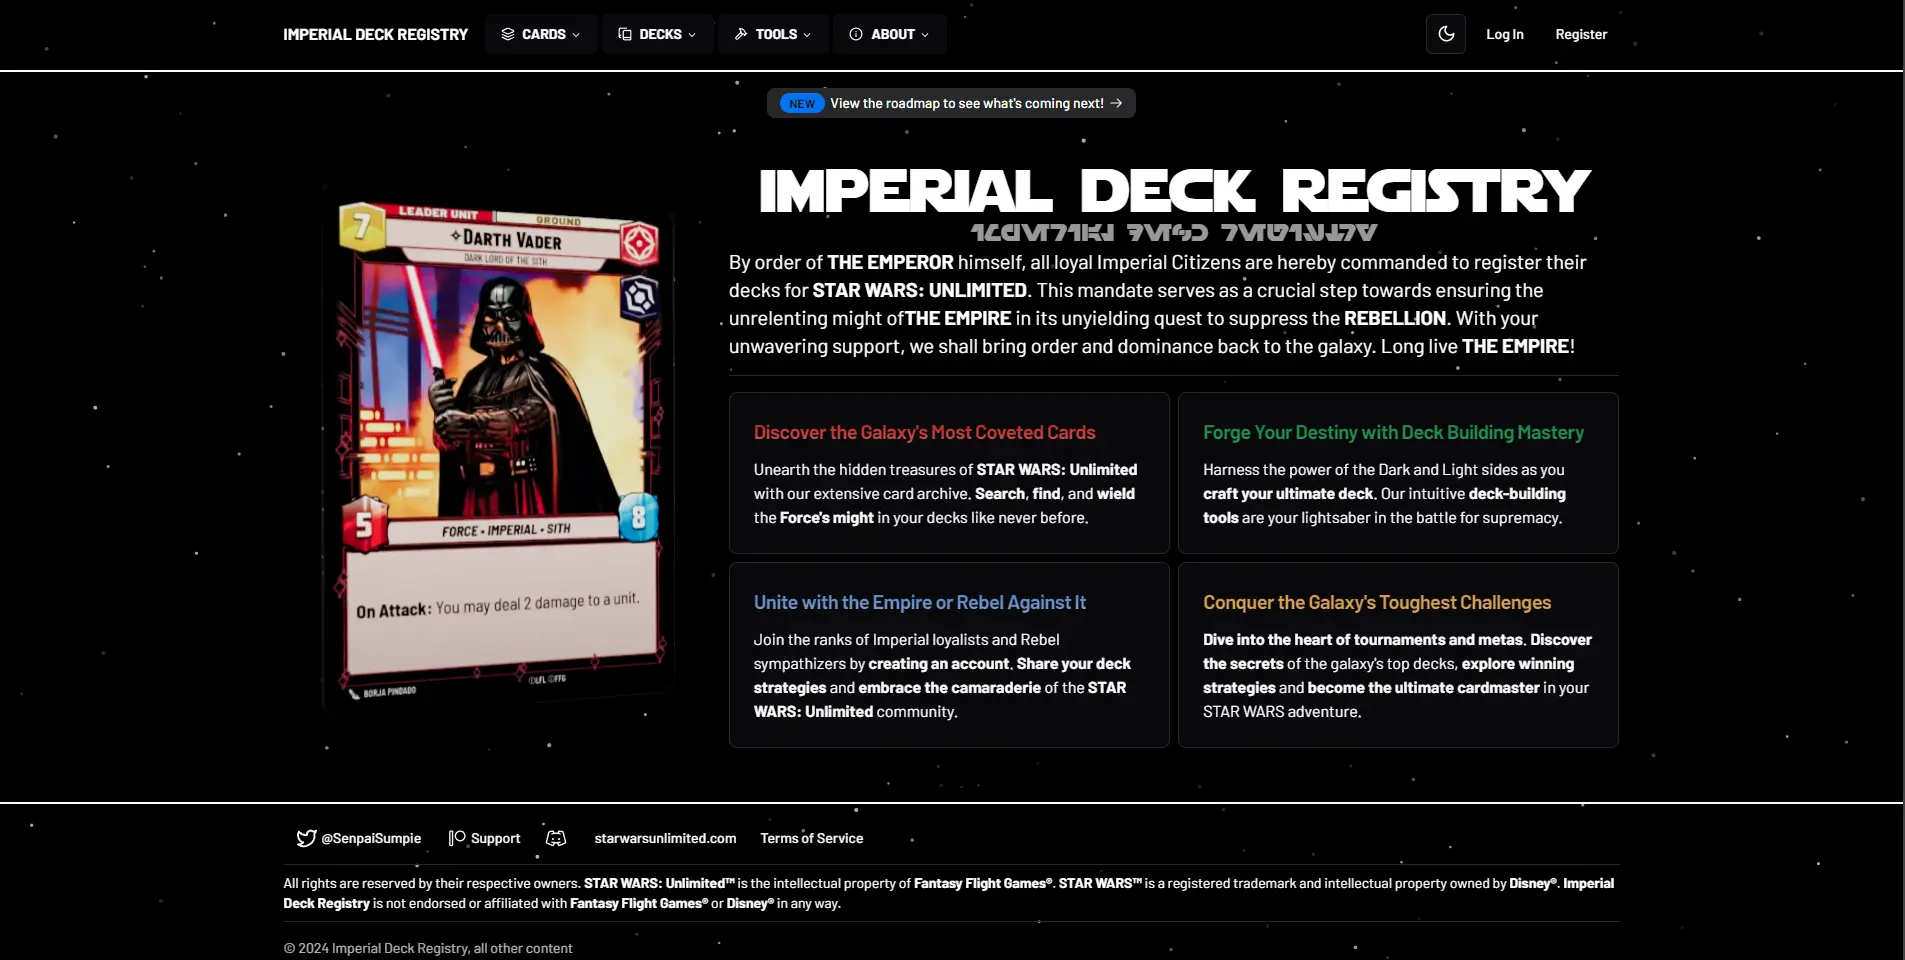 IMPERIAL DECK REGISTRY
CARDS
DECKS
TOOLS
ABOUT
Log In
Register
NEW View the roadmap to see what's coming next! →
7
LEADER UNIT
GROUND
DARTH VADER
DARK LORD OF THE SITH
5
FORCE • IMPERIAL • SITH
8
On Attack: You may deal 2 damage to a unit.
BORJA PINDADO
©LFL ©FFG
IMPERIAL DECK REGISTRY
By order of THE EMPEROR himself, all loyal Imperial Citizens are hereby commanded to register their
decks for STAR WARS: UNLIMITED. This mandate serves as a crucial step towards ensuring the
unrelenting might ofTHE EMPIRE in its unyielding quest to suppress the REBELLION. With your
unwavering support, we shall bring order and dominance back to the galaxy. Long live THE EMPIRE!
Discover the Galaxy's Most Coveted Cards
Unearth the hidden treasures of STAR WARS: Unlimited
with our extensive card archive. Search, find, and wield
the Force's might in your decks like never before.
Forge Your Destiny with Deck Building Mastery
Harness the power of the Dark and Light sides as you
craft your ultimate deck. Our intuitive deck-building
tools are your lightsaber in the battle for supremacy.
Unite with the Empire or Rebel Against It
Join the ranks of Imperial loyalists and Rebel
sympathizers by creating an account. Share your deck
strategies and embrace the camaraderie of the STAR
WARS: Unlimited community.
Conquer the Galaxy's Toughest Challenges
Dive into the heart of tournaments and metas. Discover
the secrets of the galaxy's top decks, explore winning
strategies and become the ultimate cardmaster in your
STAR WARS adventure.
@SenpaiSumpie
Support
starwarsunlimited.com
Terms of Service
All rights are reserved by their respective owners. STAR WARS: Unlimited™ is the intellectual property of Fantasy Flight Games®. STAR WARS™ is a registered trademark and intellectual property owned by Disney®. Imperial
Deck Registry is not endorsed or affiliated with Fantasy Flight Games® or Disney® in any way.
© 2024 Imperial Deck Registry, all other content